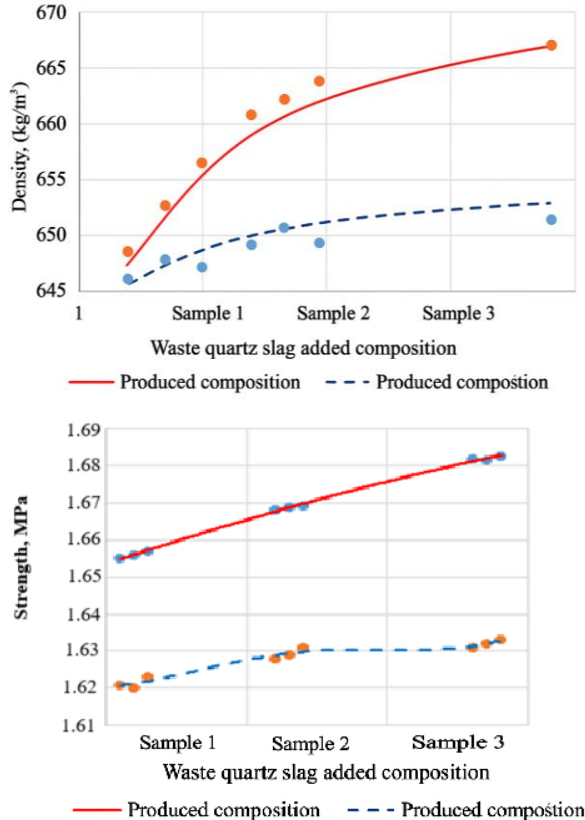 670
665
660
655
650
645
Density, (kg/m³)
1 Sample 1 Sample 2 Sample 3
Waste quartz slag added composition
Produced composition Produced composition
1.69
1.68
1.67
1.66
1.65
1.64
1.63
1.62
1.61
Strength, MPa
Sample 1 Sample 2 Sample 3
Waste quartz slag added composition
Produced composition Produced composition